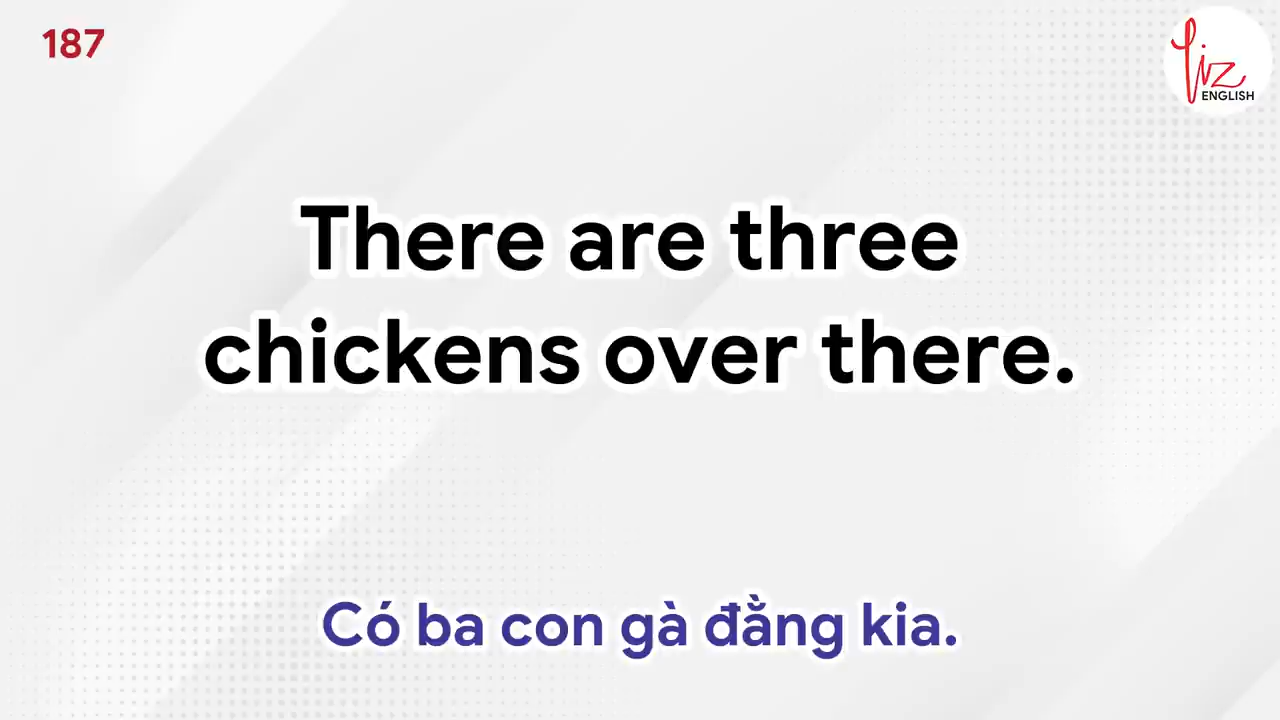 187
liz
ENGLISH
There are three
chickens over there.
Có ba con gà đằng kia.